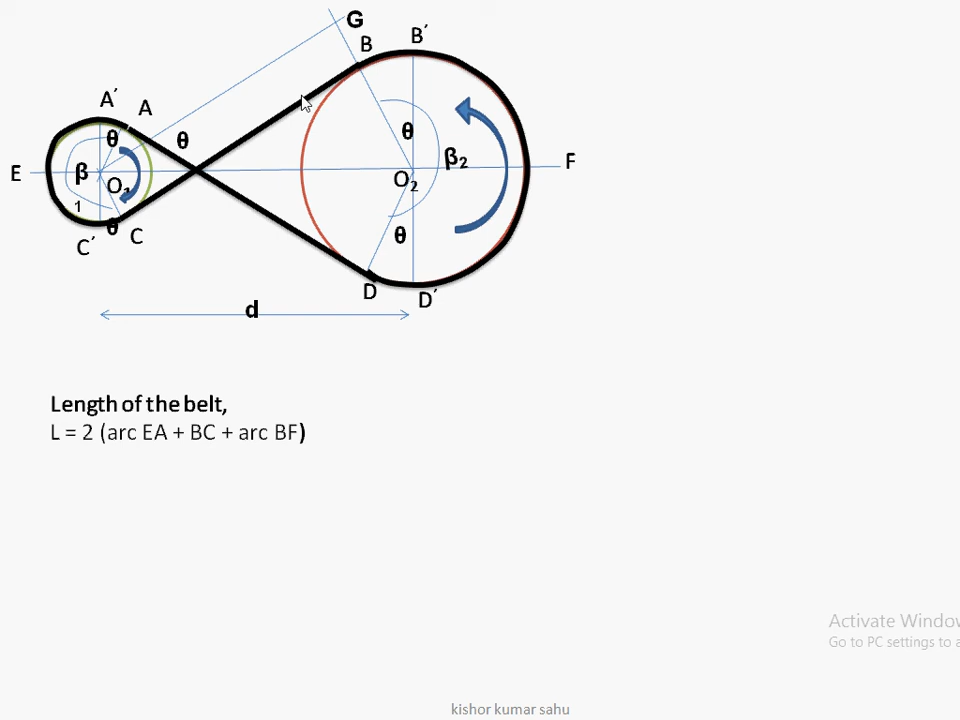 G
B
B′
A′
A
θ
θ
θ
E
β
1
O₁
O₂
β₂
F
θ
θ
C′
C
D
D′
d
Length of the belt,
L = 2 (arc EA + BC + arc BF)
Activate Window
Go to PC settings to a
kishor kumar sahu